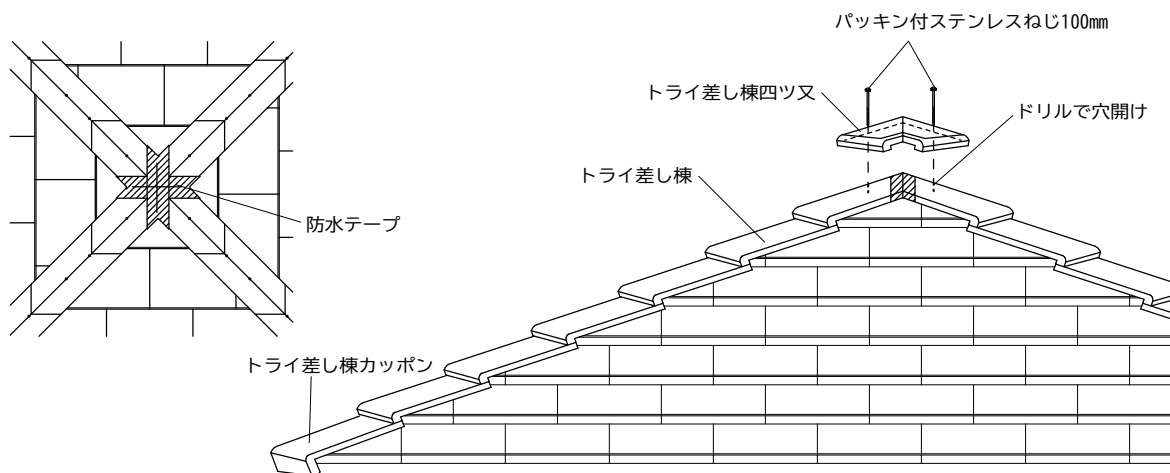 パッキン付ステンレスねじ100mm
トライ差し棟四ツ又
ドリルで穴開け
トライ差し棟
防水テープ
トライ差し棟カッポン